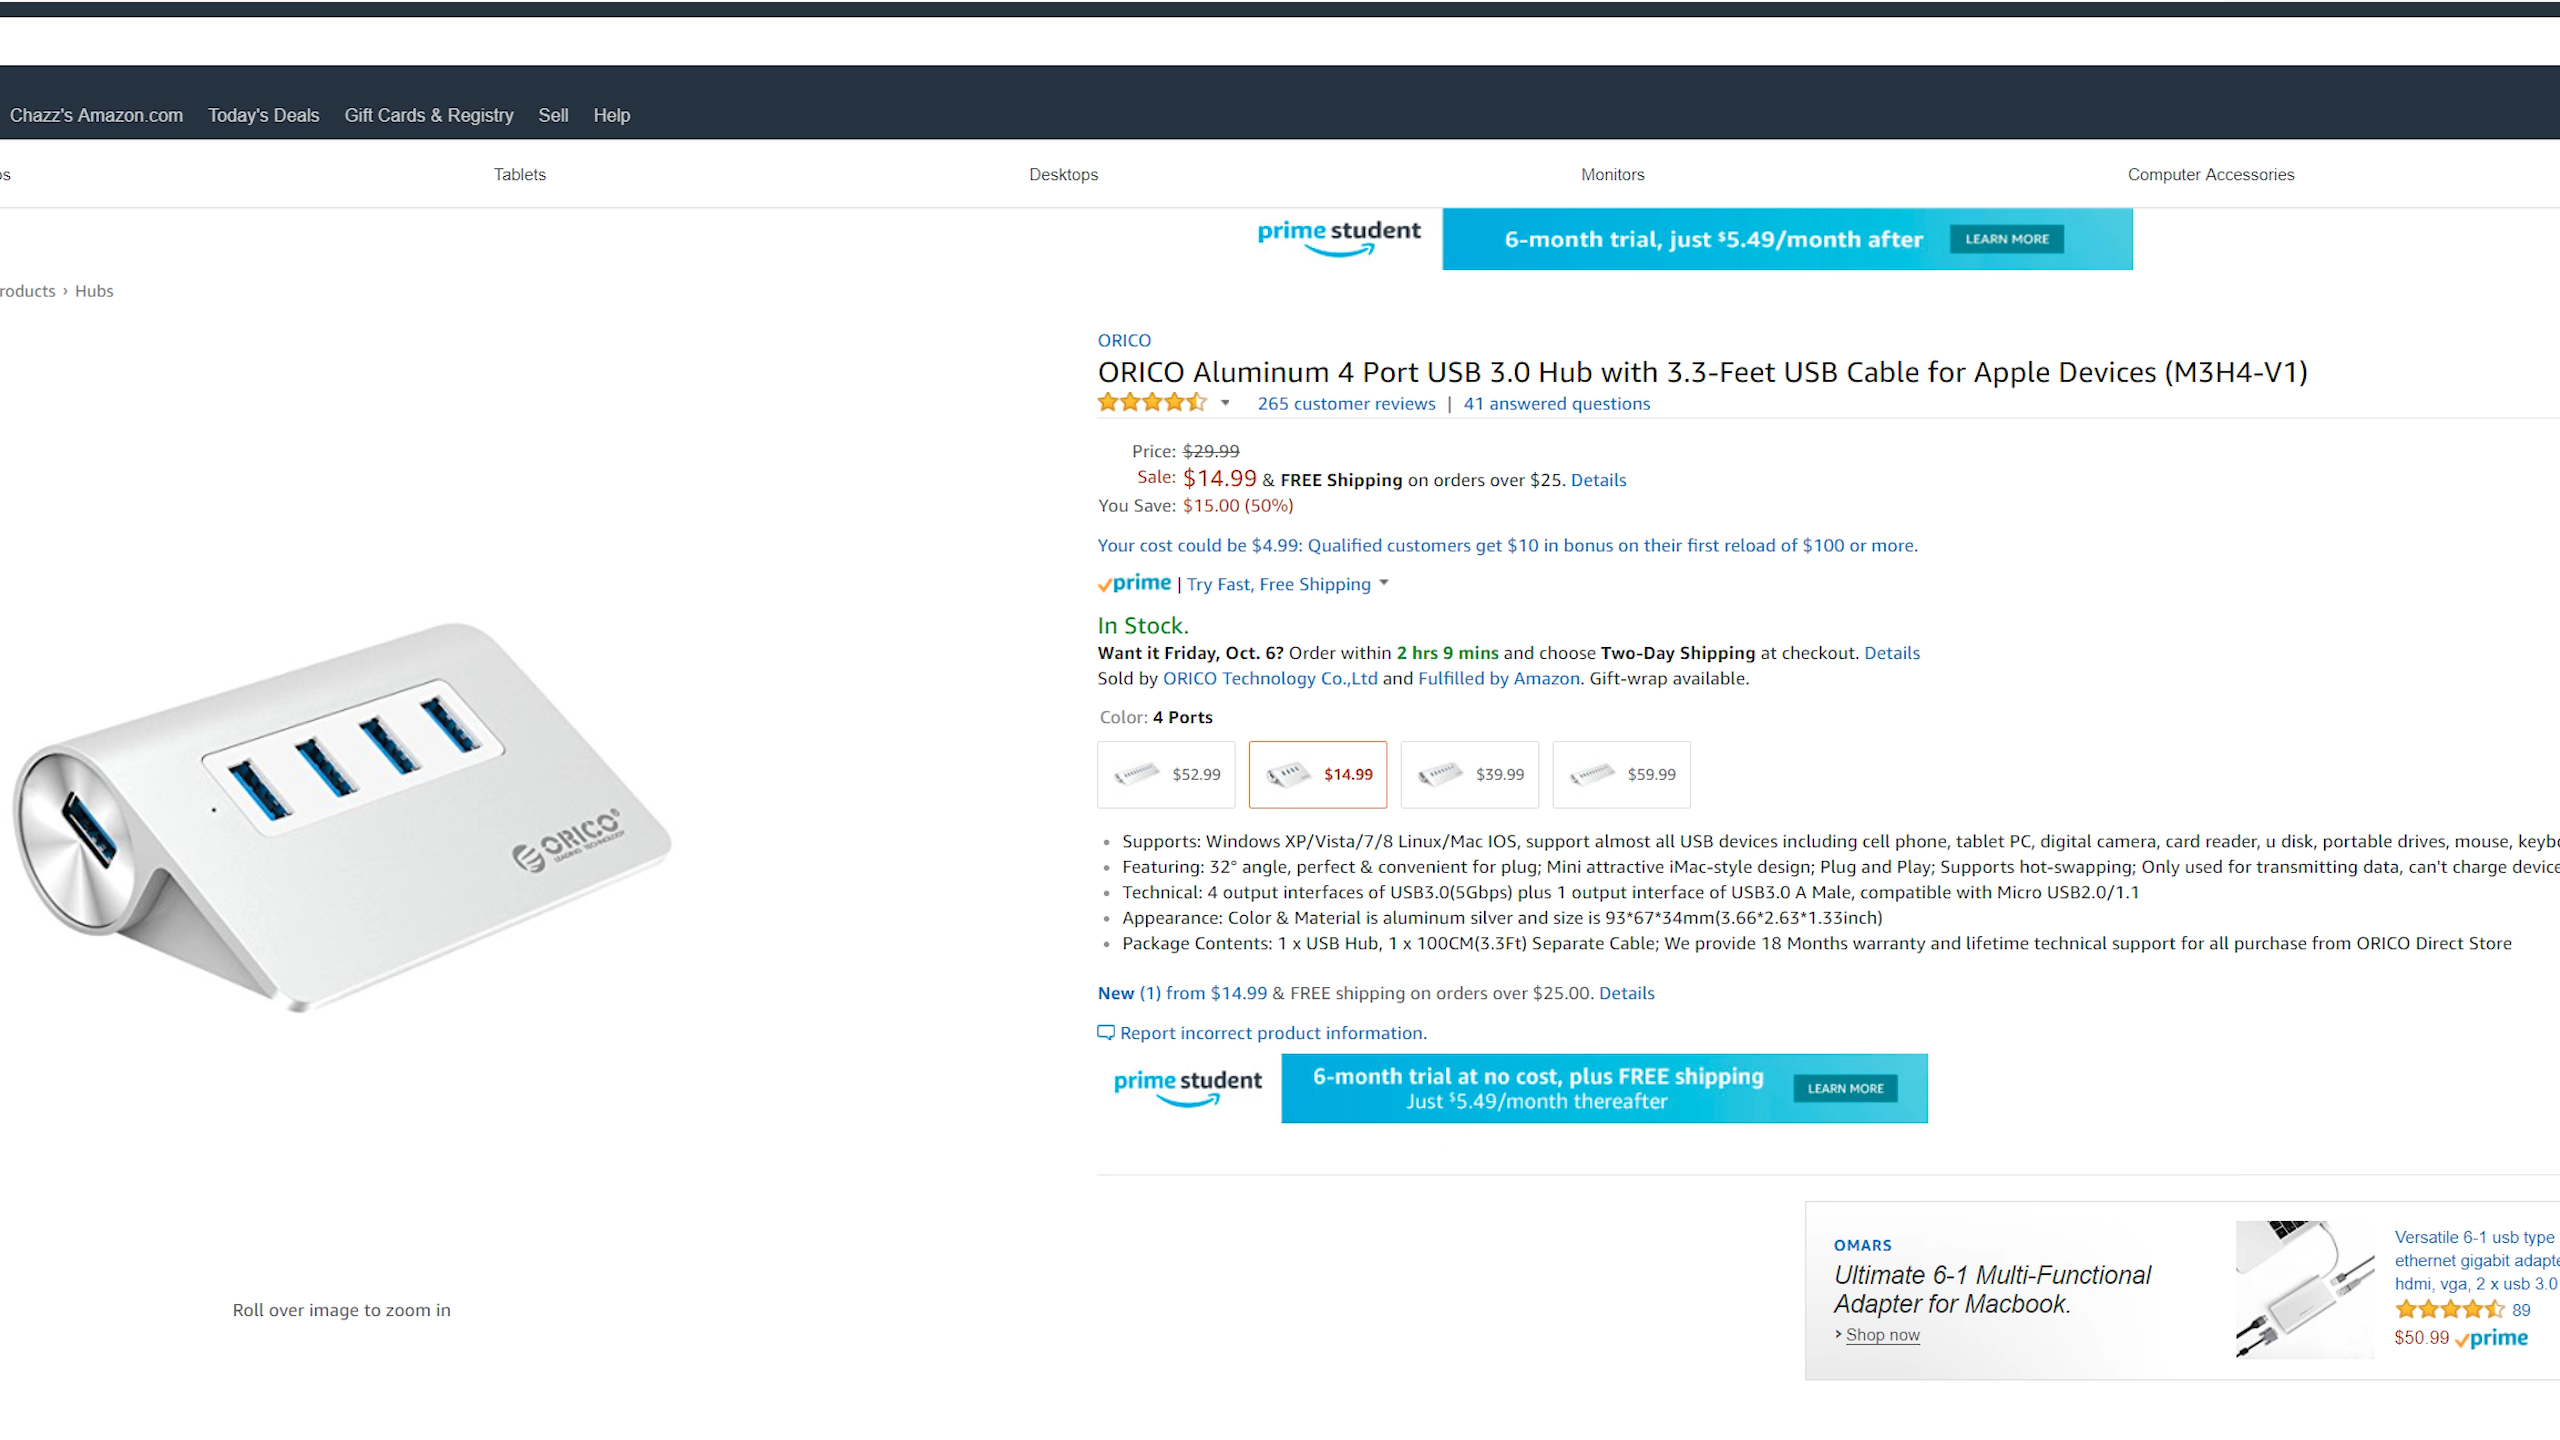 Chazz's Amazon.com Today's Deals Gift Cards & Registry Sell Help
Tablets Desktops Monitors Computer Accessories
prime student 6-month trial, just $5.49/month after LEARN MORE
› Hubs
ORICO
ORICO Aluminum 4 Port USB 3.0 Hub with 3.3-Feet USB Cable for Apple Devices (M3H4-V1)
265 customer reviews | 41 answered questions
Price: $29.99
Sale: $14.99 & FREE Shipping on orders over $25. Details
You Save: $15.00 (50%)
Your cost could be $4.99: Qualified customers get $10 in bonus on their first reload of $100 or more.
prime | Try Fast, Free Shipping
In Stock.
Want it Friday, Oct. 6? Order within 2 hrs 9 mins and choose Two-Day Shipping at checkout. Details
Sold by ORICO Technology Co.,Ltd and Fulfilled by Amazon. Gift-wrap available.
Color: 4 Ports
$52.99 $14.99 $39.99 $59.99
ORICO
LEADING TECHNOLOGY
• Supports: Windows XP/Vista/7/8 Linux/Mac IOS, support almost all USB devices including cell phone, tablet PC, digital camera, card reader, u disk, portable drives, mouse,
• Featuring: 32° angle, perfect & convenient for plug; Mini attractive iMac-style design; Plug and Play; Supports hot-swapping; Only used for transmitting data, can't charge
• Technical: 4 output interfaces of USB3.0(5Gbps) plus 1 output interface of USB3.0 A Male, compatible with Micro USB2.0/1.1
• Appearance: Color & Material is aluminum silver and size is 93*67*34mm(3.66*2.63*1.33inch)
• Package Contents: 1 x USB Hub, 1 x 100CM(3.3Ft) Separate Cable; We provide 18 Months warranty and lifetime technical support for all purchase from ORICO Direct Store
New (1) from $14.99 & FREE shipping on orders over $25.00. Details
Report incorrect product information.
prime student 6-month trial at no cost, plus FREE shipping
Just $5.49/month thereafter
LEARN MORE
OMARS
Ultimate 6-1 Multi-Functional
Adapter for Macbook.
› Shop now
Versatile 6-1 usb type
ethernet gigabit
hdmi, vga, 2 x usb 3.0
89
$50.99 prime
Roll over image to zoom in